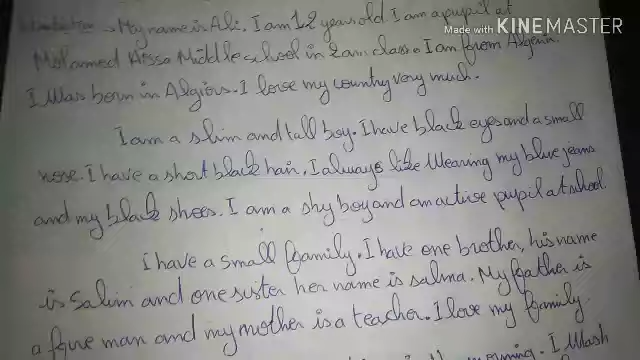 Made with KINEMASTER
My name is Ali. I am 12 years old I am a pupil at
Mohamed Aissa Middle school in 2am class. I am from Algeria.
I Was born in Algiers. I love my country very much.
I am a slim and tall boy. I have black eyes and a small
nose. I have a short black hair. I always like Wearing my blue jeans
and my black shoes. I am a shy boy and an active pupil at school.
I have a small family. I have one brother, his name
is Salim and one sister her name is salma. My father is
a man and my mother is a teacher. I love my family.
I Wash